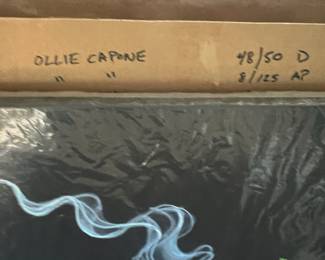 OLLIE CAPONE 48/50 D
" " 8/125 AP